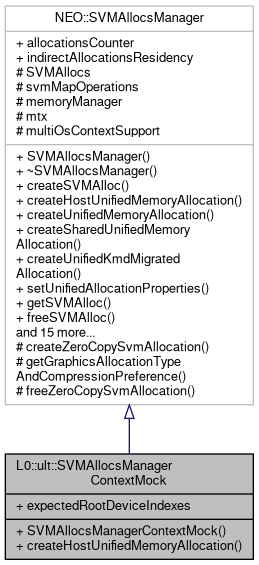 NEO::SVMAllocsManager
+ allocationsCounter
+ indirectAllocationsResidency
# SVMAllocs
# svmMapOperations
# memoryManager
# mtx
# multiOsContextSupport
+ SVMAllocsManager()
+ ~SVMAllocsManager()
+ createSVMAlloc()
+ createHostUnifiedMemoryAllocation()
+ createUnifiedMemoryAllocation()
+ createSharedUnifiedMemory
Allocation()
+ createUnifiedKmdMigrated
Allocation()
+ setUnifiedAllocationProperties()
+ getSVMAlloc()
+ freeSVMAlloc()
and 15 more...
# createZeroCopySvmAllocation()
# getGraphicsAllocationType
AndCompressionPreference()
# freeZeroCopySvmAllocation()
L0::ult::SVMAllocsManager
ContextMock
+ expectedRootDeviceIndexes
+ SVMAllocsManagerContextMock()
+ createHostUnifiedMemoryAllocation()